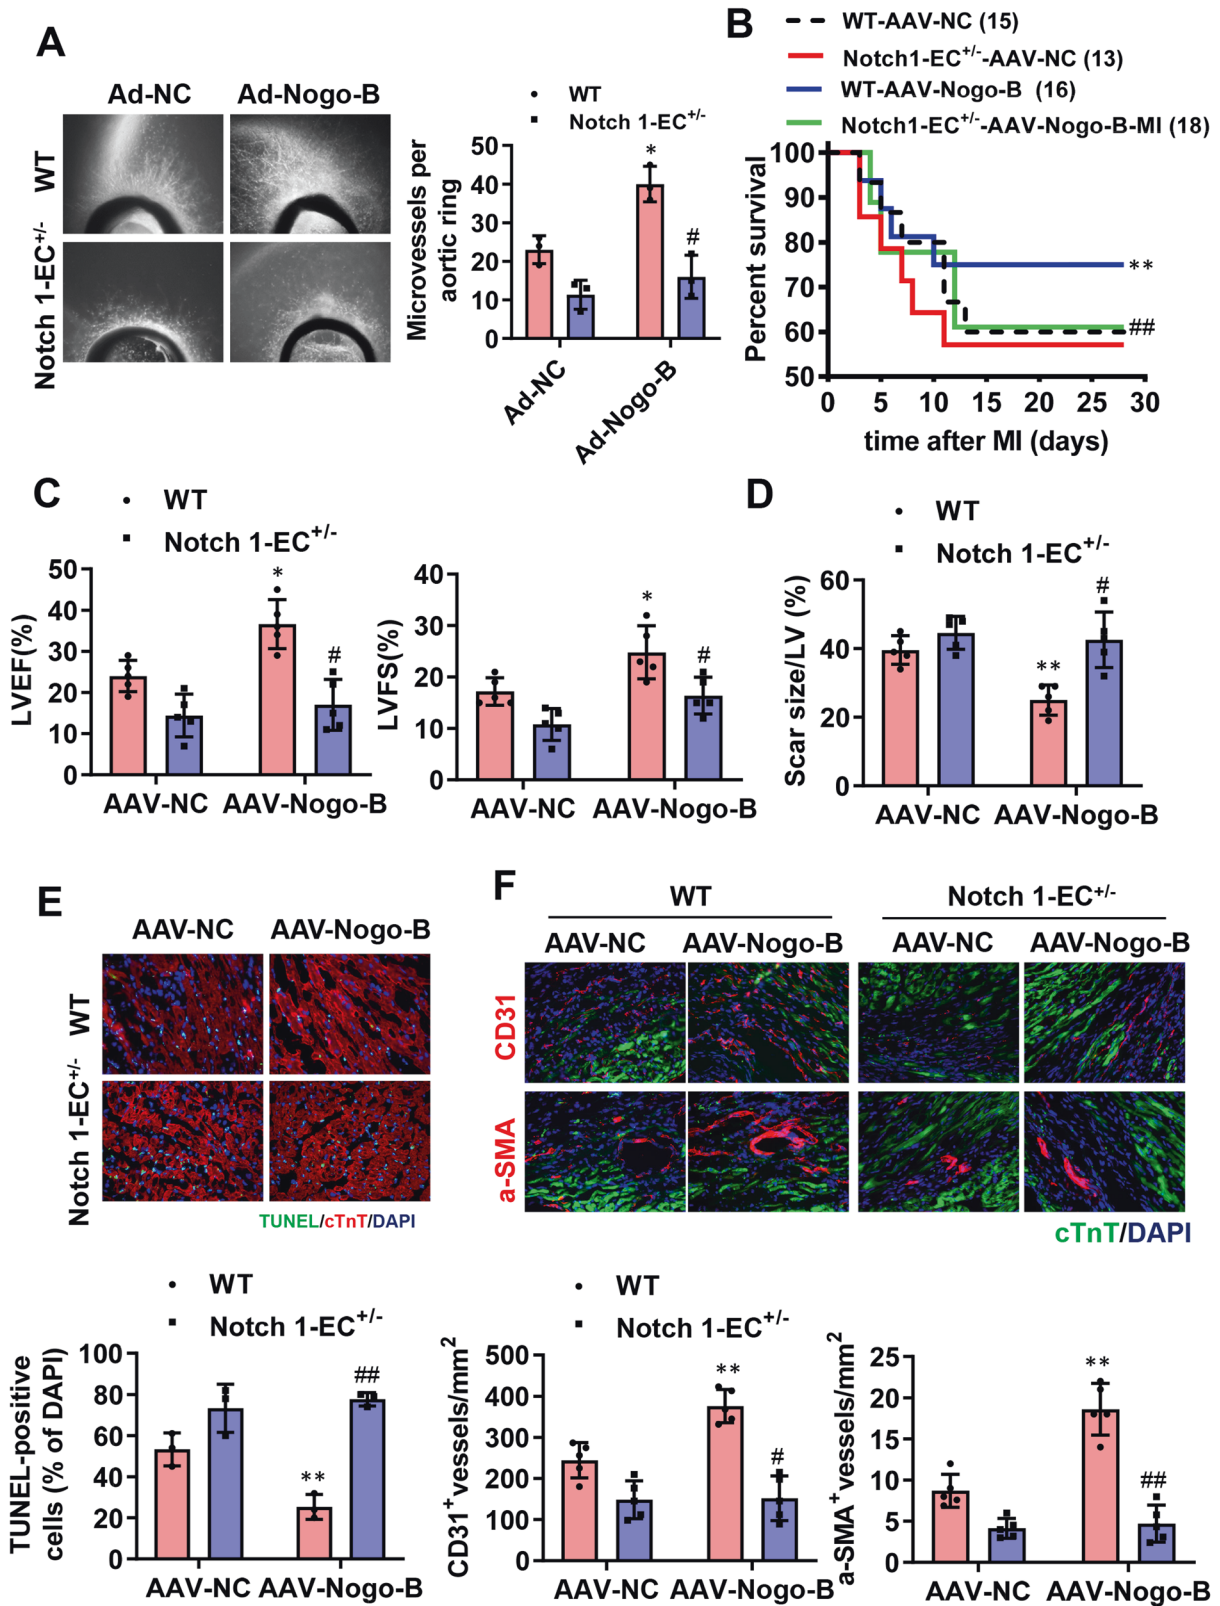 A
Ad-NC
Ad-Nogo-B
WT
Notch 1-EC+/-
WT
Notch 1-EC+/-
Microvessels per
aortic ring
50
40
30
20
10
0
*
#
Ad-NC
Ad-Nogo-B
B
WT-AAV-NC (15)
Notch1-EC+/--AAV-NC (13)
WT-AAV-Nogo-B (16)
Notch1-EC+/--AAV-Nogo-B-MI (18)
Percent survival
100
90
80
70
60
50
**
##
0 5 10 15 20 25 30
time after MI (days)
C
WT
Notch 1-EC+/-
LVEF(%)
50
40
30
20
10
0
*
#
AAV-NC AAV-Nogo-B
LVFS(%)
40
30
20
10
0
*
#
AAV-NC AAV-Nogo-B
D
WT
Notch 1-EC+/-
Scar size/LV (%)
60
40
20
0
**
#
AAV-NC AAV-Nogo-B
E
AAV-NC AAV-Nogo-B
WT
Notch 1-EC+/-
TUNEL/cTnT/DAPI
WT
Notch 1-EC+/-
TUNEL-positive
cells (% of DAPI)
100
80
60
40
20
0
**
##
AAV-NC AAV-Nogo-B
F
WT
Notch 1-EC+/-
AAV-NC AAV-Nogo-B AAV-NC AAV-Nogo-B
CD31
a-SMA
cTnT/DAPI
WT
Notch 1-EC+/-
CD31+vessels/mm2
500
400
300
200
100
0
**
#
AAV-NC AAV-Nogo-B
a-SMA+vessels/mm2
25
20
15
10
5
0
**
##
AAV-NC AAV-Nogo-B